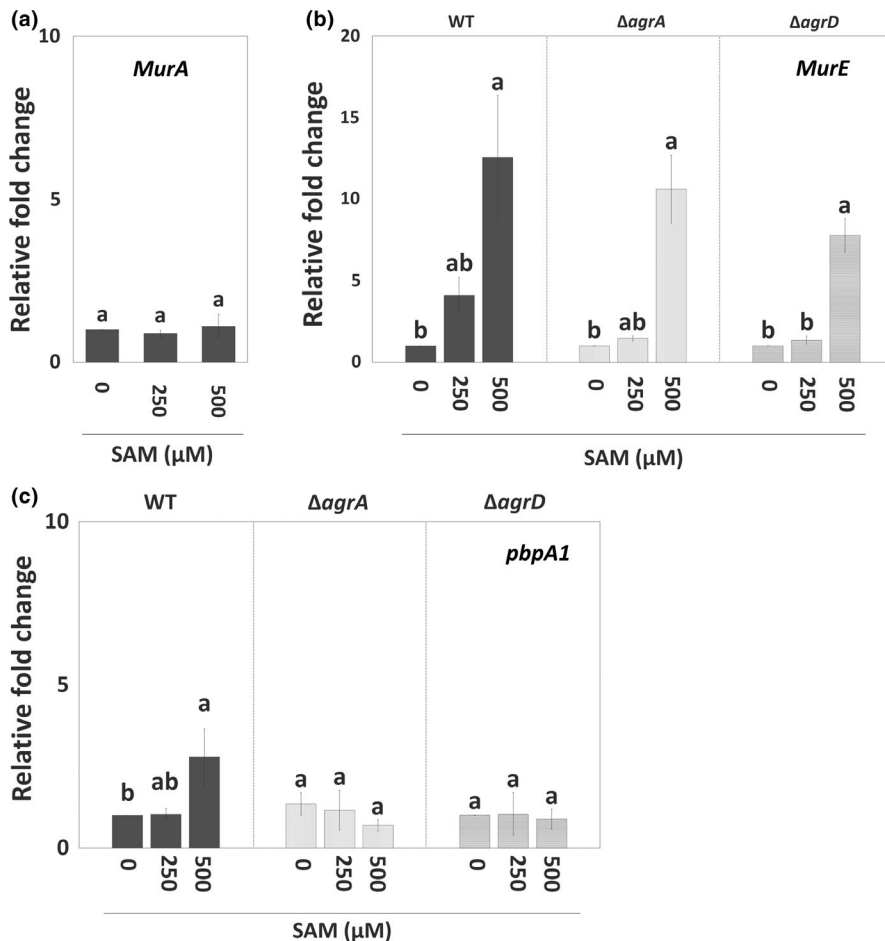 (a)
10
MurA
Relative fold change
5
a a a
0
0 250 500
SAM (µM)
(b)
WT ΔagrA ΔagrD
20
MurE
Relative fold change
15
10
5
0
b ab a b ab a b b a
0 250 500 0 250 500 0 250 500
SAM (µM)
(c)
WT ΔagrA ΔagrD
10
pbpA1
Relative fold change
5
0
b ab a a a a a a a
0 250 500 0 250 500 0 250 500
SAM (µM)